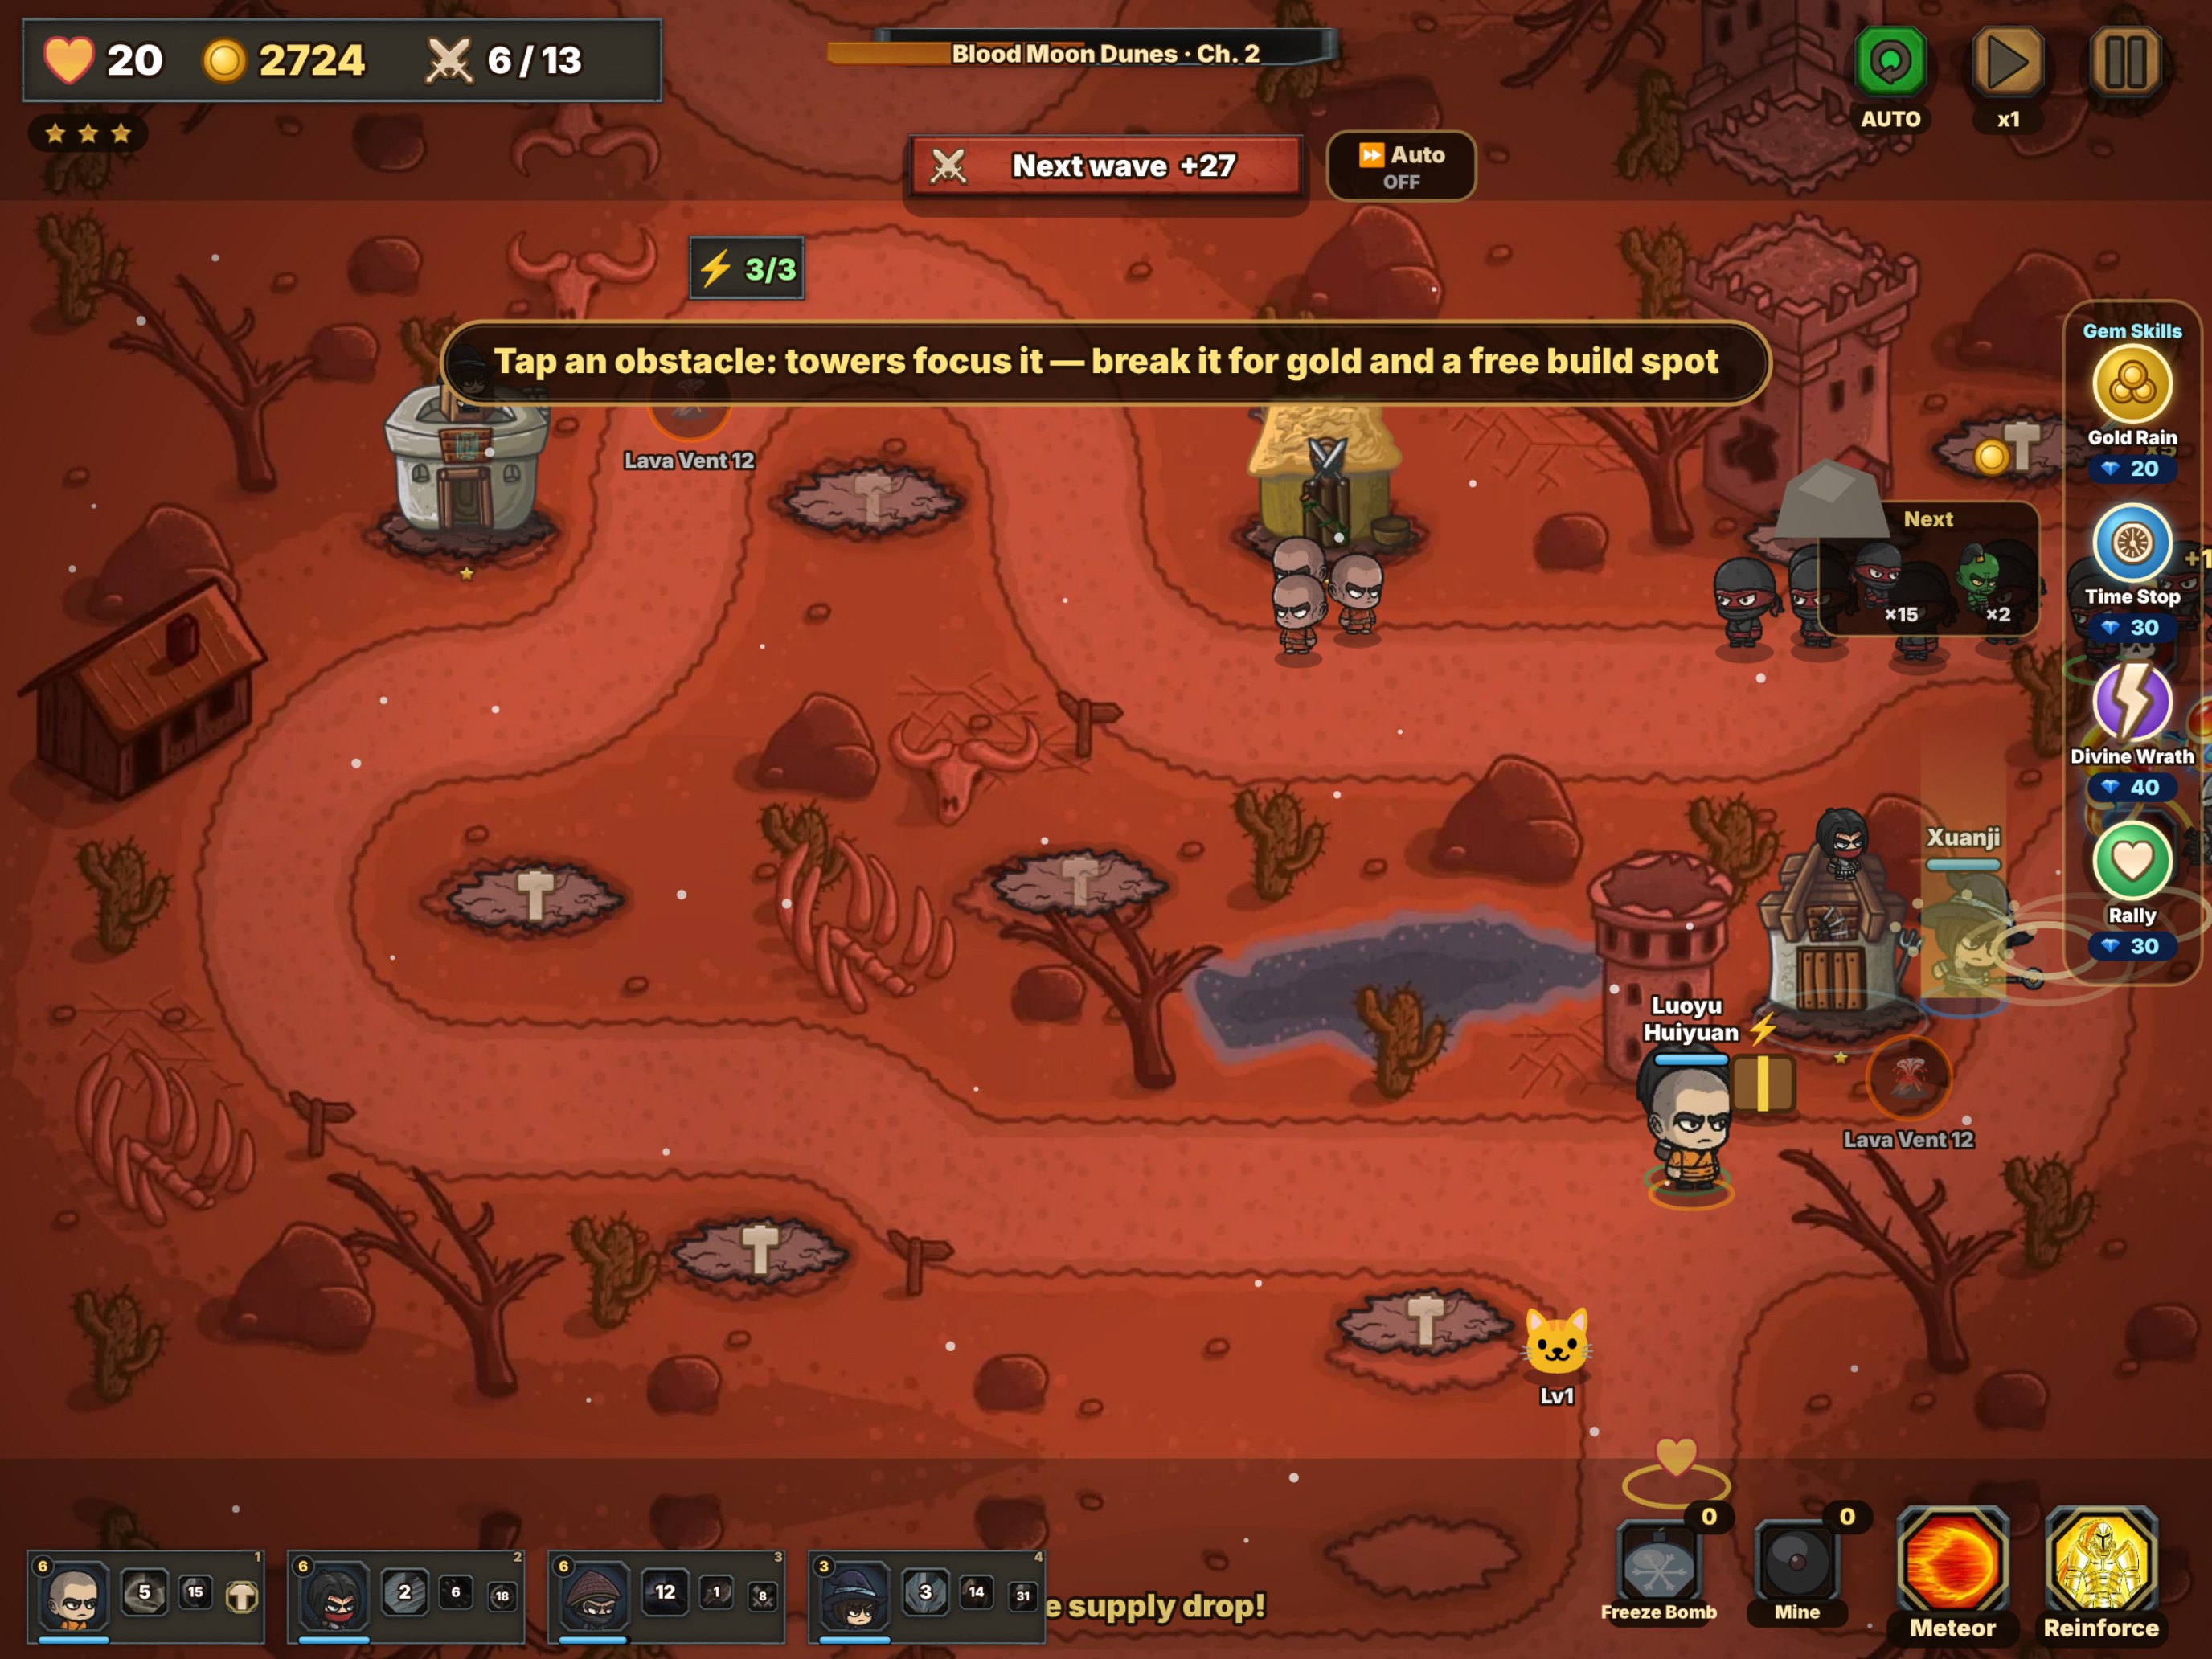 20 2724 6 / 13
Blood Moon Dunes · Ch. 2
AUTO
x1
Next wave +27
Auto
OFF
3/3
Tap an obstacle: towers focus it — break it for gold and a free build spot
Lava Vent 12
Gem Skills
Gold Rain
20
Next
×15
×2
Time Stop
30
Divine Wrath
40
Rally
30
Xuanji
Luoyu
Huiyuan
Lava Vent 12
Lv1
6 5 15 1
6 2 6 18 2
6 12 1 8 3
3 3 14 31 4
e supply drop!
0
Freeze Bomb
0
Mine
Meteor
Reinforce